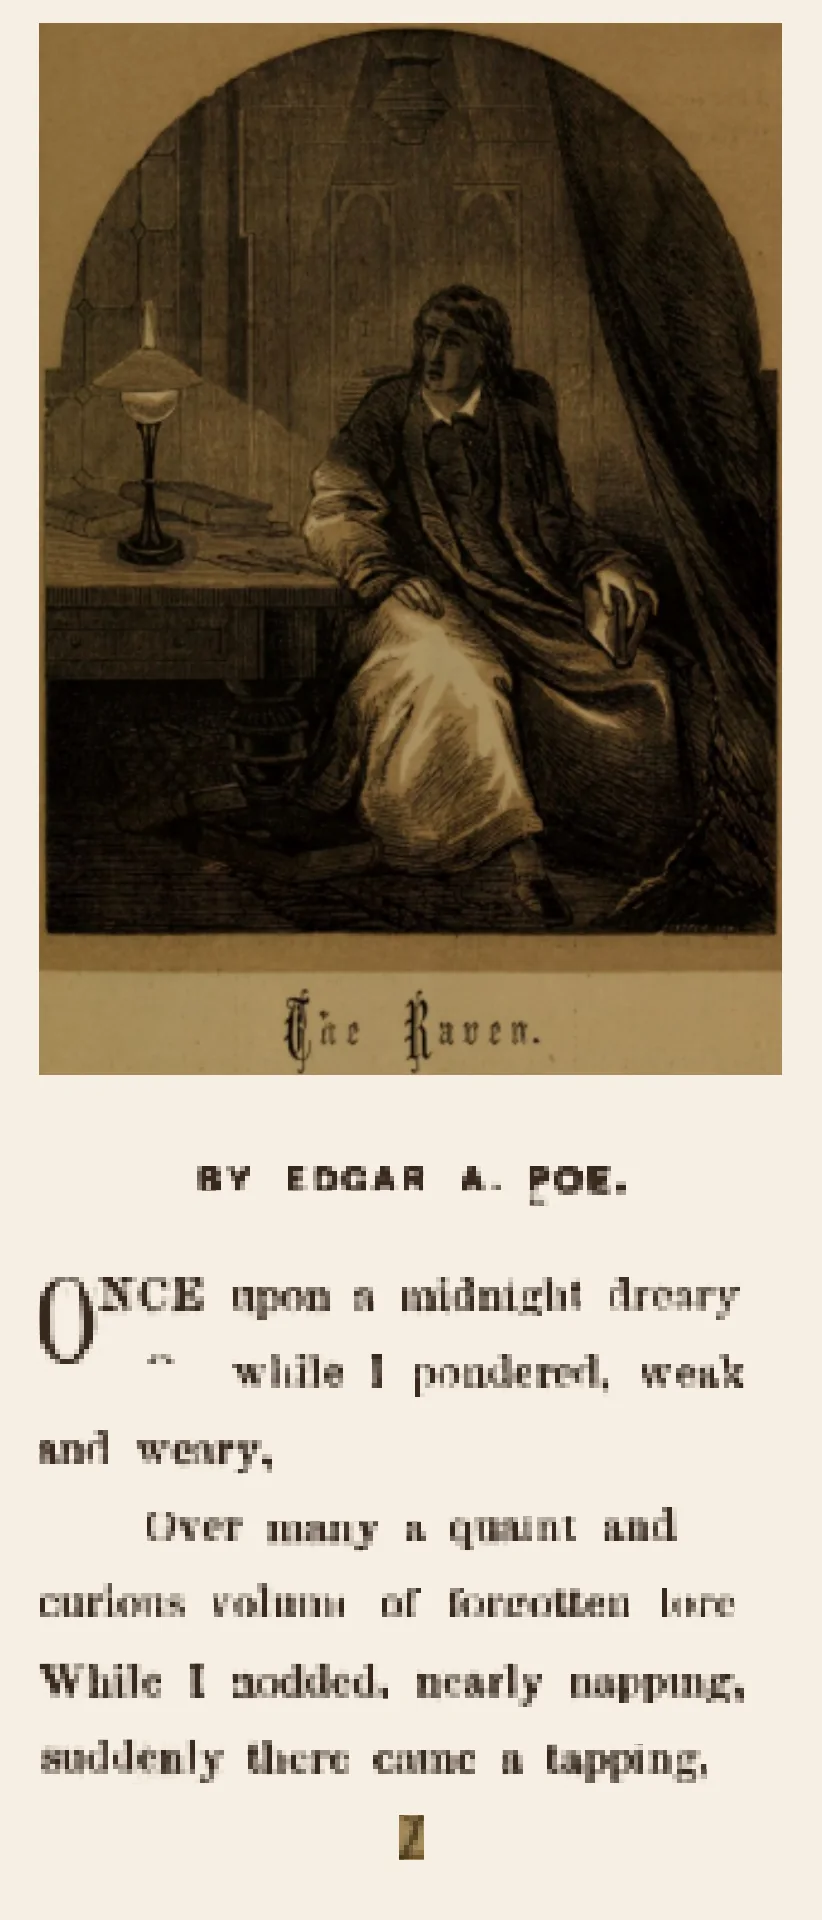 The Raven.
BY EDGAR A. POE.
ONCE upon a midnight dreary
while I pondered, weak
and weary,
Over many a quaint and
curious volume of forgotten lore
While I nodded, nearly napping,
suddenly there came a tapping,